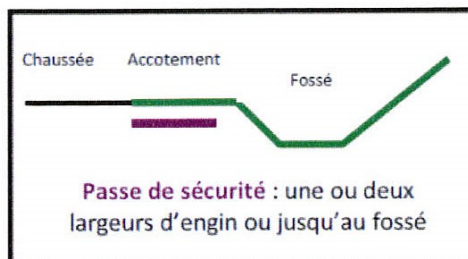 Chaussée Accotement
Fossé
Passe de sécurité : une ou deux
largeurs d'engin ou jusqu'au fossé